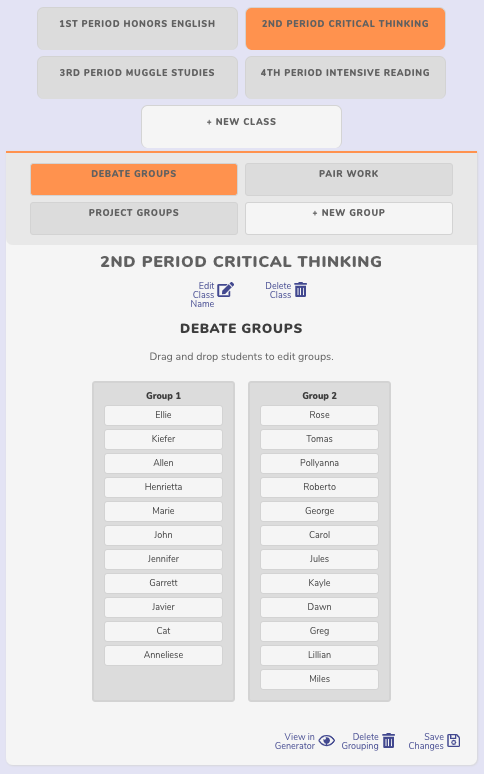 1ST PERIOD HONORS ENGLISH
2ND PERIOD CRITICAL THINKING
3RD PERIOD MUGGLE STUDIES
4TH PERIOD INTENSIVE READING
+ NEW CLASS
DEBATE GROUPS
PAIR WORK
PROJECT GROUPS
+ NEW GROUP
2ND PERIOD CRITICAL THINKING
Edit
Class
Name
Delete
Class
DEBATE GROUPS
Drag and drop students to edit groups.
Group 1
Ellie
Kiefer
Allen
Henrietta
Marie
John
Jennifer
Garrett
Javier
Cat
Anneliese
Group 2
Rose
Tomas
Pollyanna
Roberto
George
Carol
Jules
Kayle
Dawn
Greg
Lillian
Miles
View in
Generator
Delete
Grouping
Save
Changes